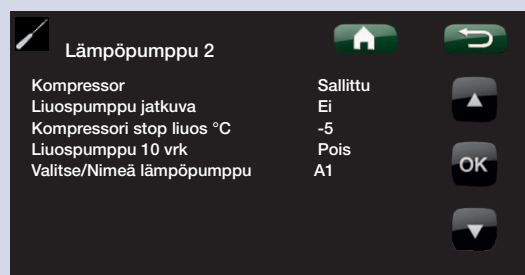 Lämpöpumppu 2
Kompressor Sallittu
Liuospumppu jatkuva Ei
Kompressori stop liuos °C -5
Liuospumppu 10 vrk Pois
Valitse/Nimeä lämpöpumppu A1
OK